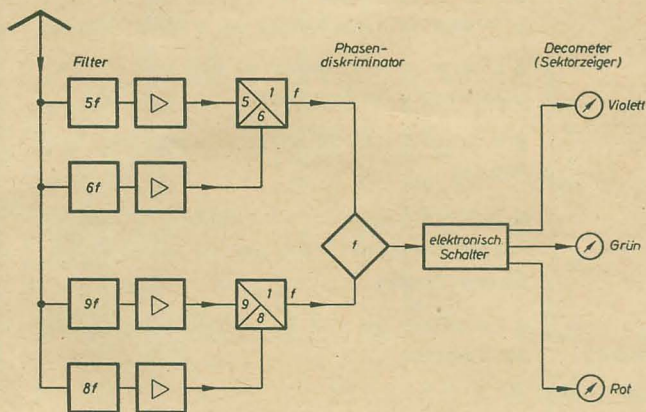 Filter
Phasen-
diskriminator
Decometer
(Sektorzeiger)
5f
5 1 6
f
Violett
6f
f
elektronisch.
Schalter
Grün
9f
9 1 8
f
8f
Rot